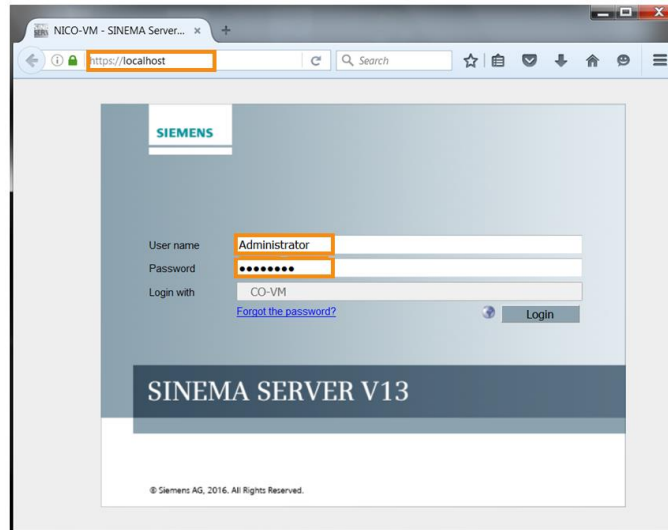 NICO-VM - SINEMA Server...
https://localhost
Search
SIEMENS
User name Administrator
Password ●●●●●●●●
Login with CO-VM
Forgot the password?
Login
SINEMA SERVER V13
© Siemens AG, 2016. All Rights Reserved.